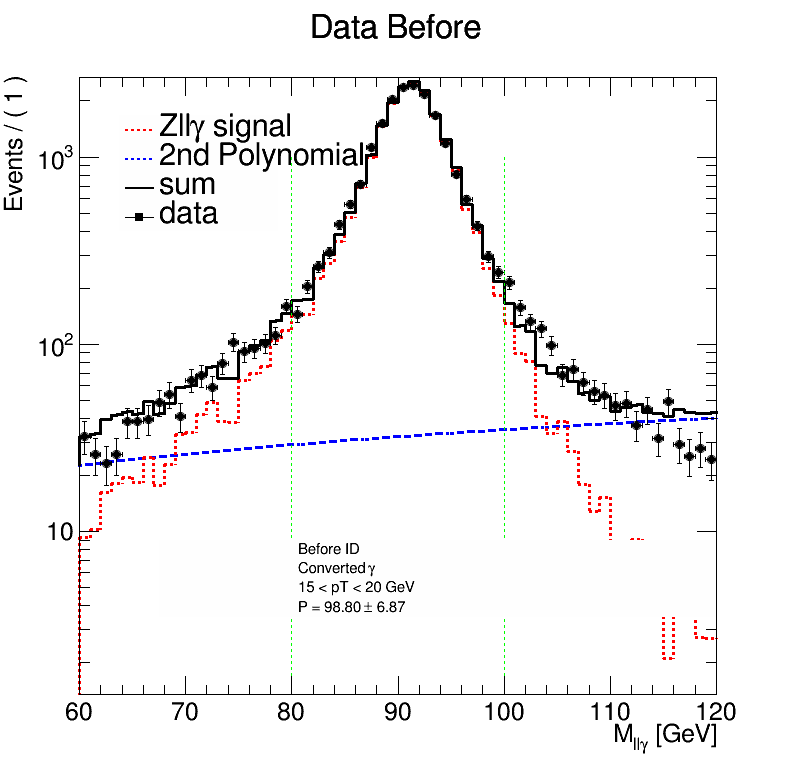 Data Before
Events / ( 1 )
Zllγ signal
2nd Polynomial
sum
data
10³
10²
10
Before ID
Converted γ
15 < pT < 20 GeV
P = 98.80 ± 6.87
60 70 80 90 100 110 120
M_llγ [GeV]